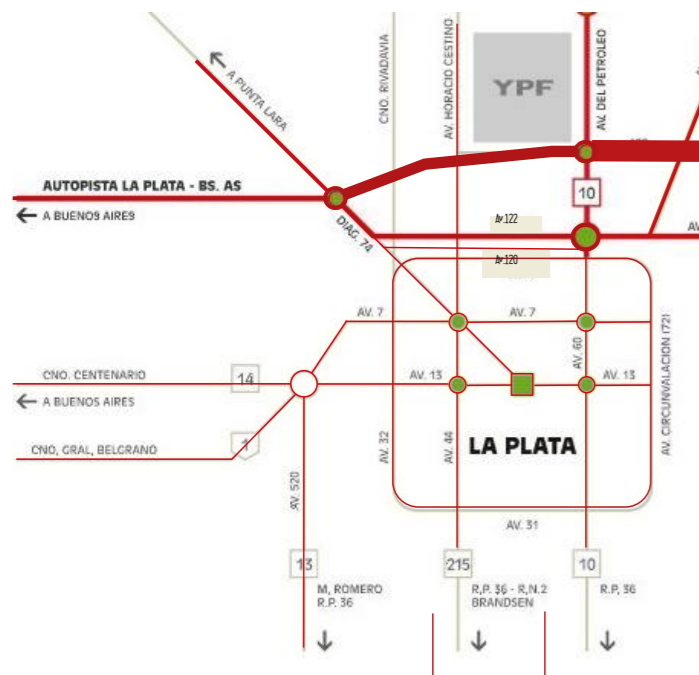 CNO. RIVADAVIA
AV. HORACIO CESTINO
YPF
AV. DEL PETROLEO
A PUNTA LARA
AUTOPISTA LA PLATA - BS. AS
A BUENO9 AIRE9
DIAG. 74
10
Av.122
AV
Av.120
AV. 7
AV. 7
AV. 60
AV. CIRCUNVALACION (72)
CNO. CENTENARIO
14
AV. 13
AV. 13
A BUENOS AIRES
CNO, GRAL, BELGRANO
1
AV. 32
AV. 44
LA PLATA
AV. 520
AV. 31
13
215
10
M, ROMERO
R.P. 36
R,P. 36 - R,N.2
BRANDSEN
R.P, 36